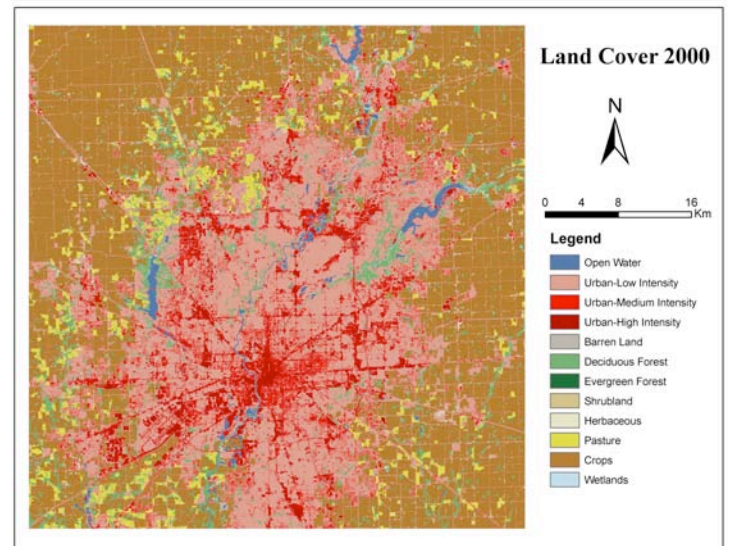 Land Cover 2000
N
0 4 8 16
Km
Legend
Open Water
Urban-Low Intensity
Urban-Medium Intensity
Urban-High Intensity
Barren Land
Deciduous Forest
Evergreen Forest
Shrubland
Herbaceous
Pasture
Crops
Wetlands